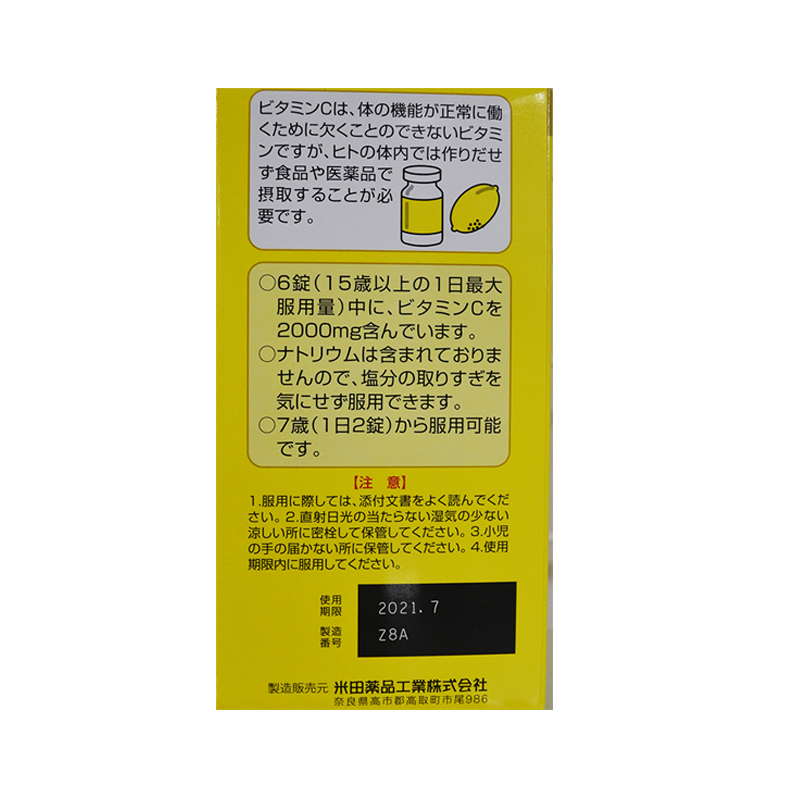 ビタミンCは、体の機能が正常に働
くために欠くことのできないビタミ
ンですが、ヒトの体内では作りだせ
ず食品や医薬品で
摂取することが必
要です。
○6錠(15歳以上の1日最大
服用量)中に、ビタミンCを
2000mg含んでいます。
○ナトリウムは含まれておりま
せんので、塩分の取りすぎを
気にせず服用できます。
○7歳(1日2錠)から服用可能
です。
【注 意】
1.服用に際しては、添付文書をよく読んでくだ
さい。2.直射日光の当たらない湿気の少ない
涼しい所に密栓して保管してください。3.小児
の手の届かない所に保管してください。4.使用
期限内に服用してください。
使用
期限
2021.7
製造
番号
Z8A
製造販売元 米田薬品工業株式会社
奈良県高市郡高取町市尾986